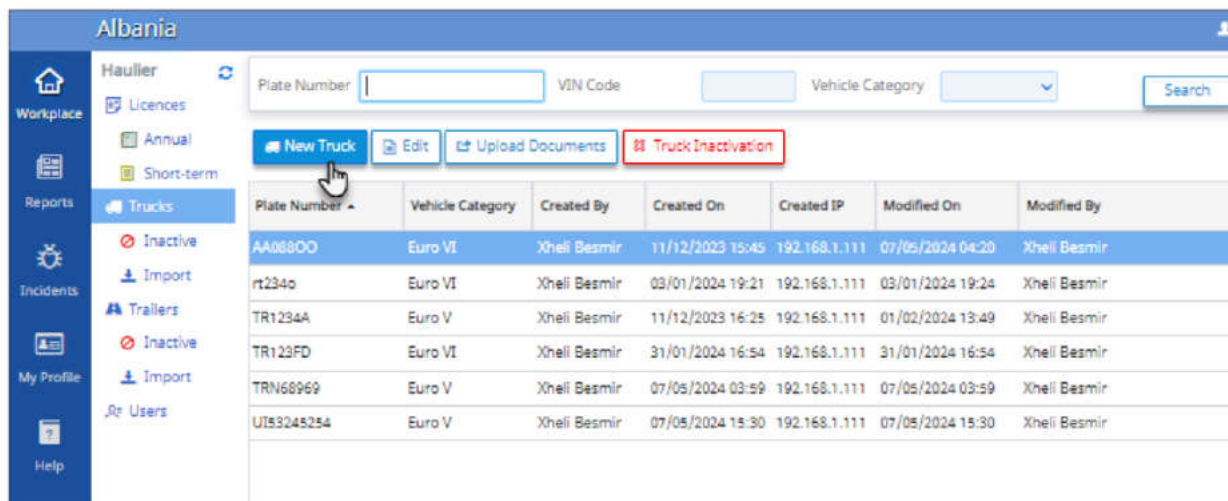 Albania
Workplace
Reports
Incidents
My Profile
Help
Haulier
Licences
Annual
Short-term
Trucks
Inactive
Import
Trailers
Inactive
Import
Users
Plate Number VIN Code Vehicle Category Search
New Truck Edit Upload Documents Truck Inactivation
Plate Number Vehicle Category Created By Created On Created IP Modified On Modified By
AA088OO Euro VI Xheli Besmir 11/12/2023 15:45 192.168.1.111 07/05/2024 04:20 Xheli Besmir
rt234o Euro VI Xheli Besmir 03/01/2024 19:21 192.168.1.111 03/01/2024 19:24 Xheli Besmir
TR1234A Euro V Xheli Besmir 11/12/2023 16:25 192.168.1.111 01/02/2024 13:49 Xheli Besmir
TR123FD Euro VI Xheli Besmir 31/01/2024 16:54 192.168.1.111 31/01/2024 16:54 Xheli Besmir
TRN68969 Euro V Xheli Besmir 07/05/2024 03:59 192.168.1.111 07/05/2024 03:59 Xheli Besmir
UI53245254 Euro V Xheli Besmir 07/05/2024 15:30 192.168.1.111 07/05/2024 15:30 Xheli Besmir